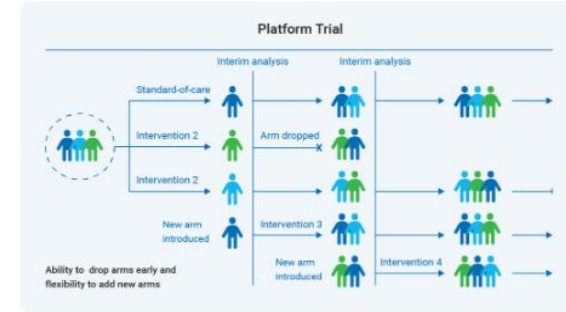 Platform Trial
Interim analysis
Interim analysis
Standard-of-care
Intervention 2
Arm dropped
Intervention 2
New arm
introduced
Intervention 3
New arm
introduced
Intervention 4
Ability to drop arms early and
flexibility to add new arms